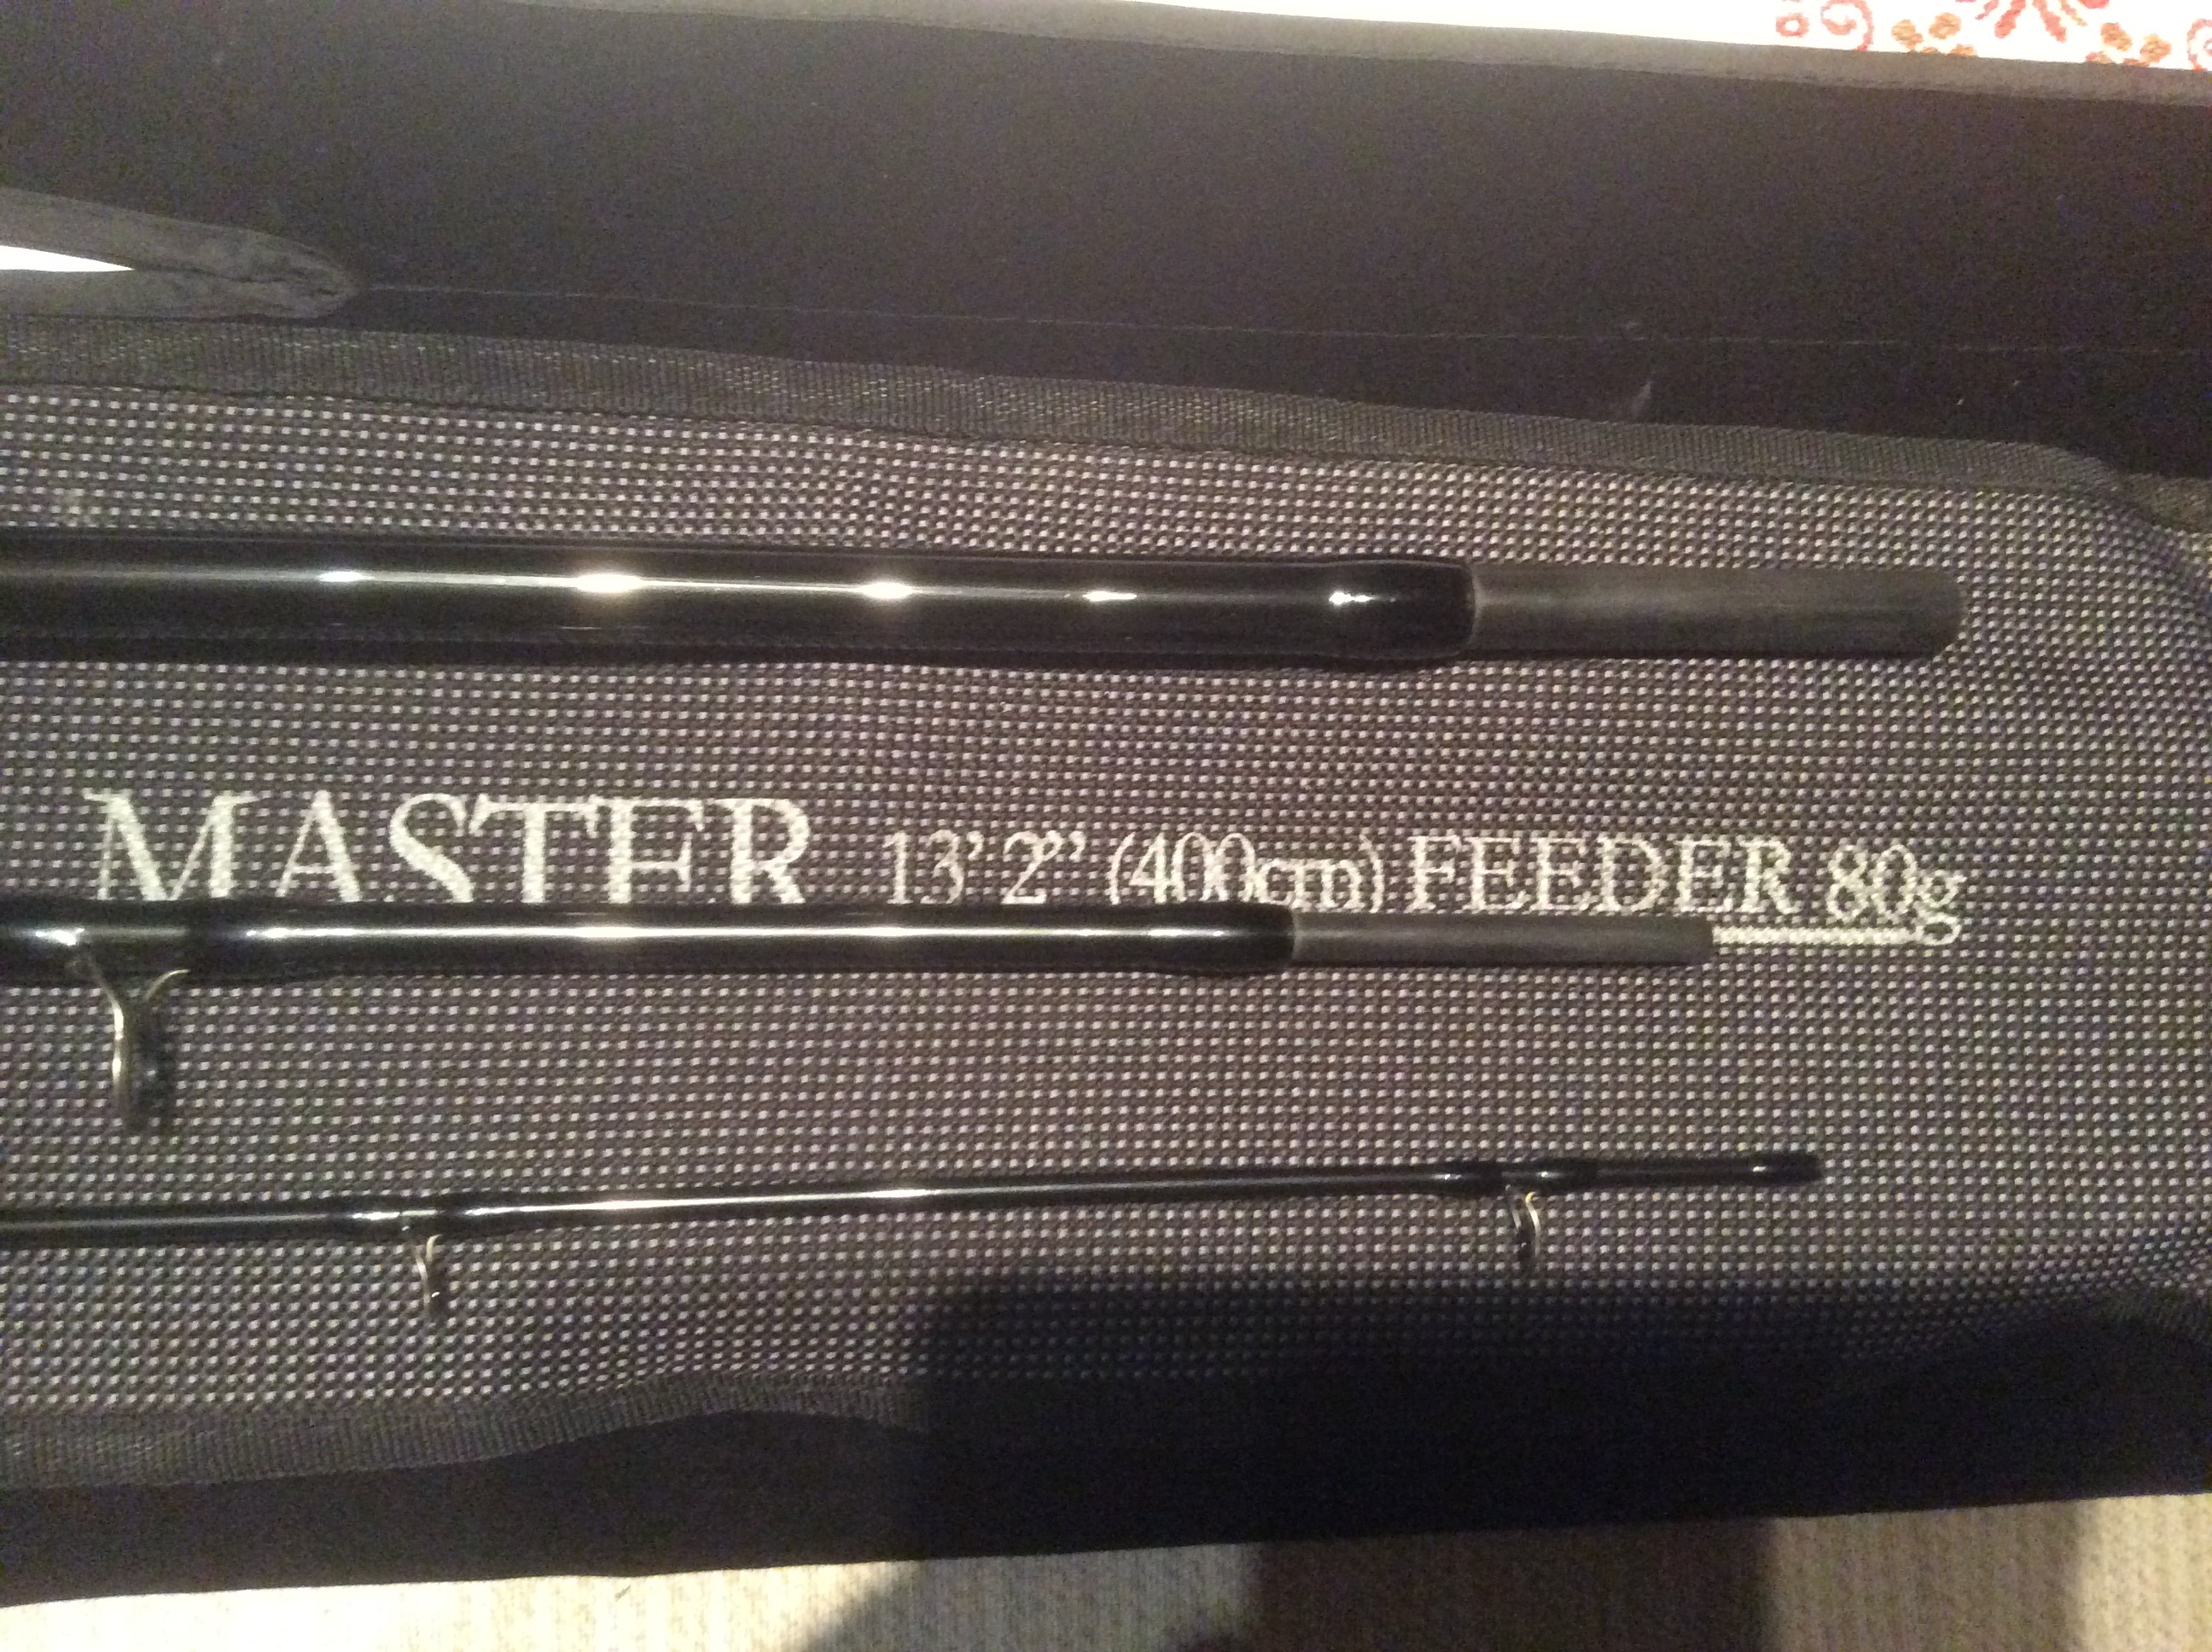 MASTER 13' 2” (400cm) FEEDER 80g